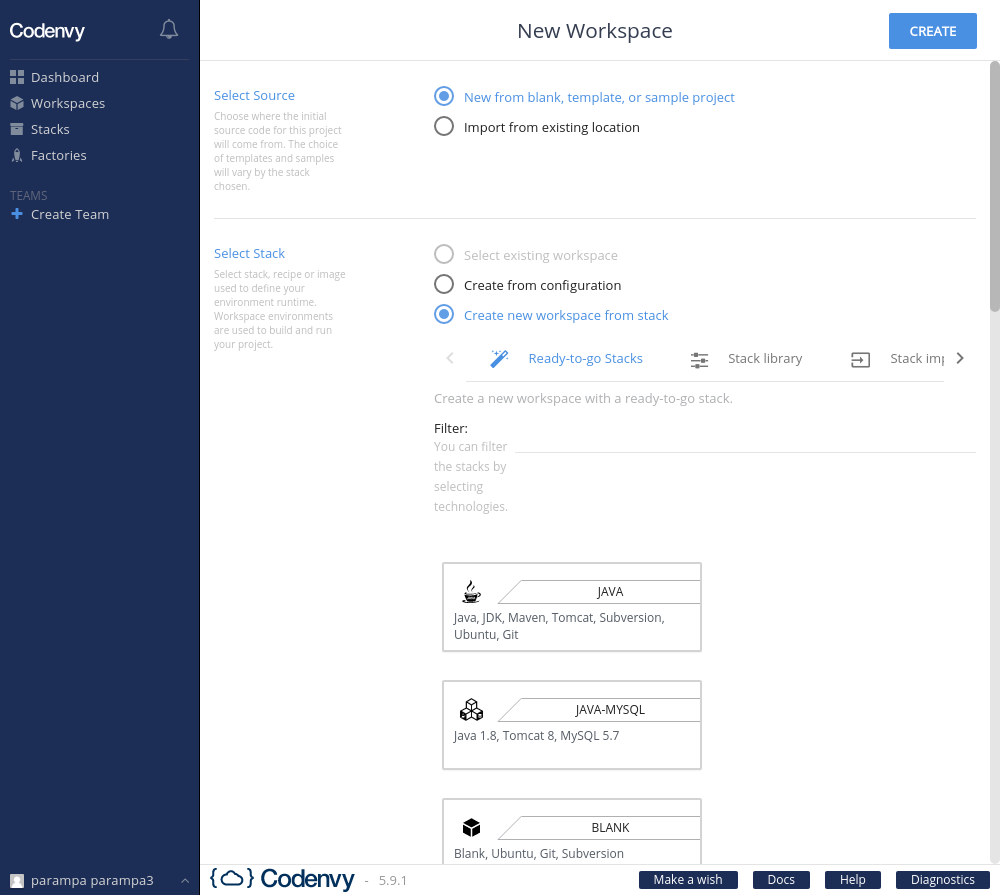 Codenvy
Dashboard
Workspaces
Stacks
Factories
TEAMS
Create Team
parampa parampa3
New Workspace
CREATE
Select Source
Choose where the initial
source code for this project
will come from. The choice
of templates and samples
will vary by the stack
chosen.
New from blank, template, or sample project
Import from existing location
Select Stack
Select stack, recipe or image
used to define your
environment runtime.
Workspace environments
are used to build and run
your project.
Select existing workspace
Create from configuration
Create new workspace from stack
Ready-to-go Stacks
Stack library
Stack imp
Create a new workspace with a ready-to-go stack.
Filter:
You can filter
the stacks by
selecting
technologies.
JAVA
Java, JDK, Maven, Tomcat, Subversion,
Ubuntu, Git
JAVA-MYSQL
Java 1.8, Tomcat 8, MySQL 5.7
BLANK
Blank, Ubuntu, Git, Subversion
Codenvy - 5.9.1
Make a wish
Docs
Help
Diagnostics